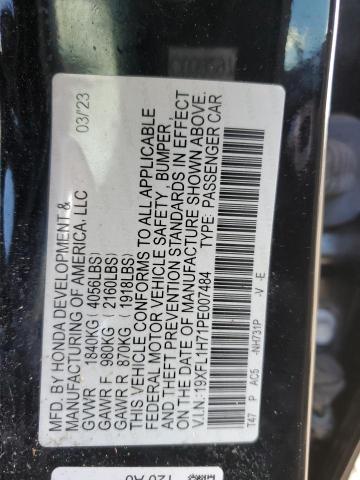 MFD. BY HONDA DEVELOPMENT &
MANUFACTURING OF AMERICA, LLC 03/23
GVWR 1840KG ( 4056LBS)
GAWR F 980KG ( 2160LBS)
GAWR R 870KG ( 1918LBS)
THIS VEHICLE CONFORMS TO ALL APPLICABLE
FEDERAL MOTOR VEHICLE SAFETY, BUMPER,
AND THEFT PREVENTION STANDARDS IN EFFECT
ON THE DATE OF MANUFACTURE SHOWN ABOVE.
V.I.N.: 19XFL1H71PE007484 TYPE: PASSENGER CAR
T47 P AC5 -NH731P -V -E
120 A0